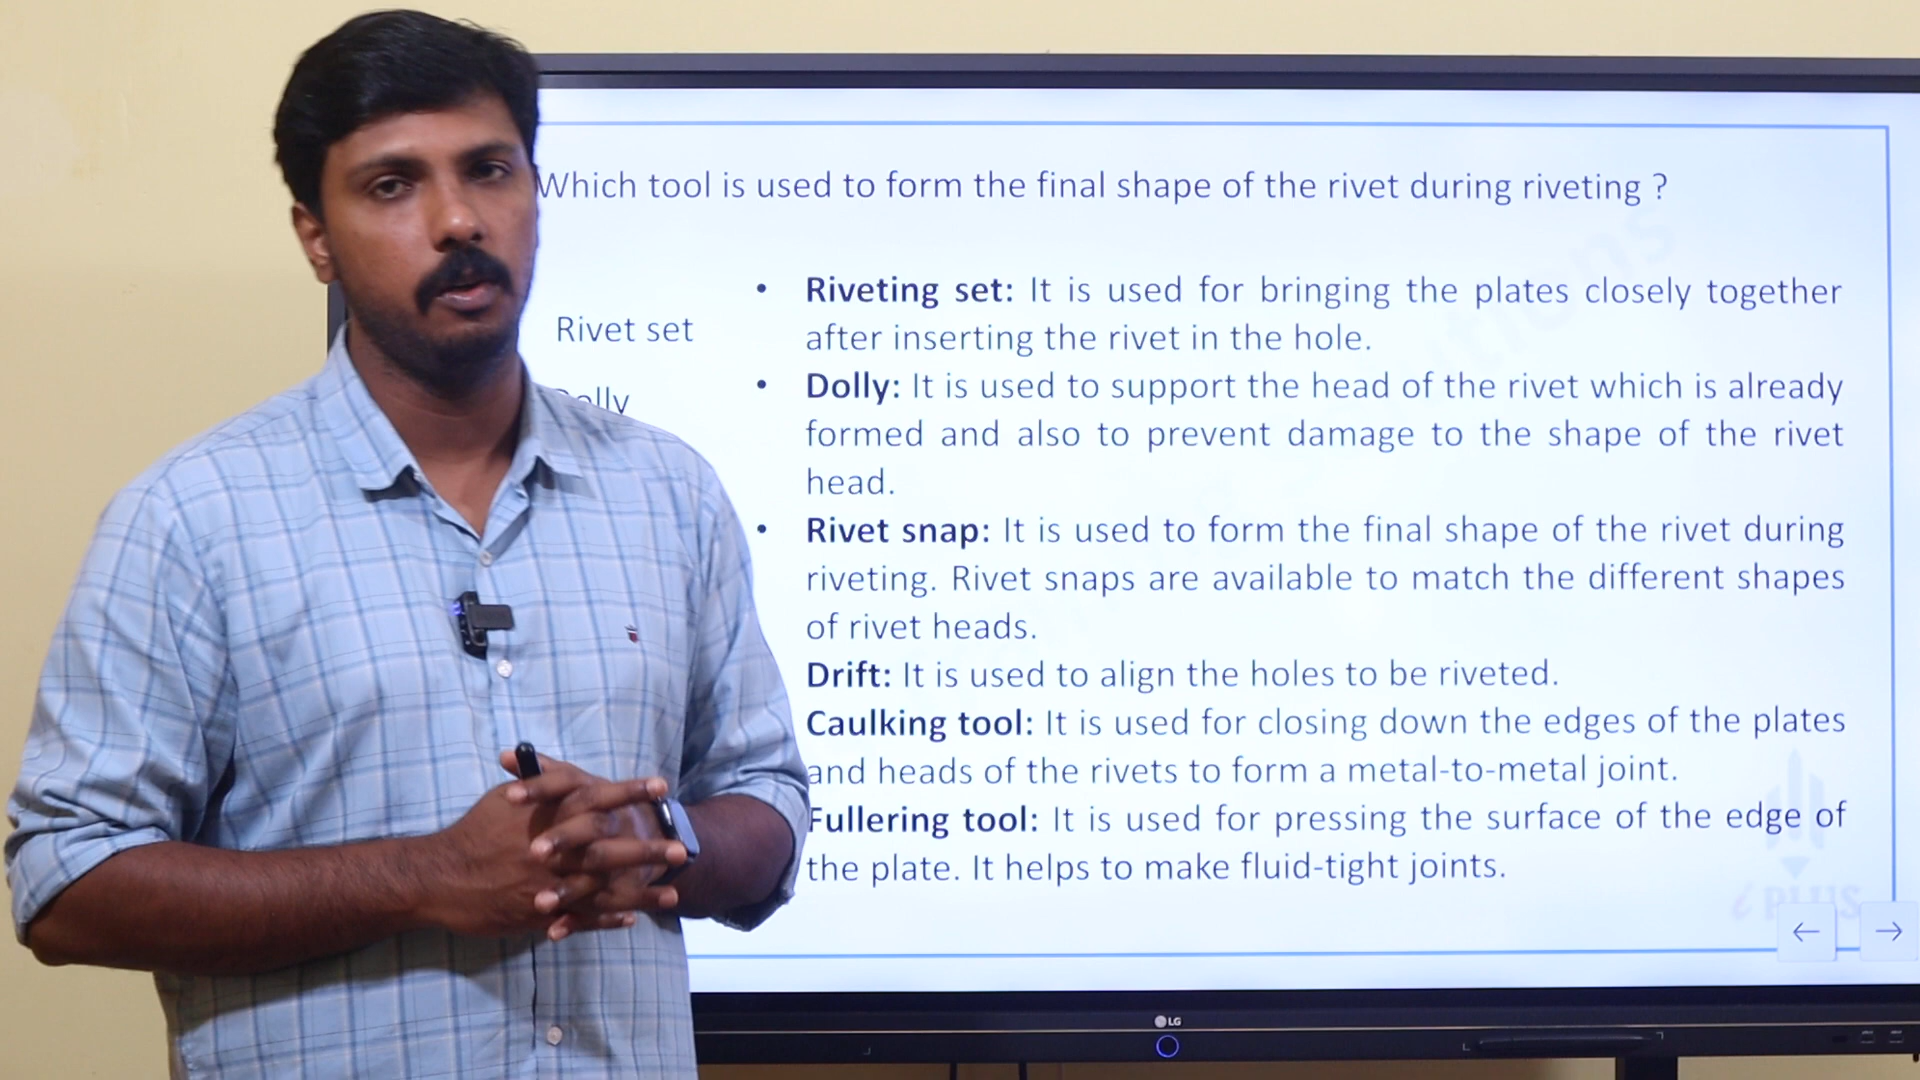 Which tool is used to form the final shape of the rivet during riveting ?
Rivet set
• Riveting set: It is used for bringing the plates closely together
after inserting the rivet in the hole.
• Dolly: It is used to support the head of the rivet which is already
formed and also to prevent damage to the shape of the rivet
head.
• Rivet snap: It is used to form the final shape of the rivet during
riveting. Rivet snaps are available to match the different shapes
of rivet heads.
Drift: It is used to align the holes to be riveted.
Caulking tool: It is used for closing down the edges of the plates
and heads of the rivets to form a metal-to-metal joint.
Fullering tool: It is used for pressing the surface of the edge of
the plate. It helps to make fluid-tight joints.
i PLUS
LG